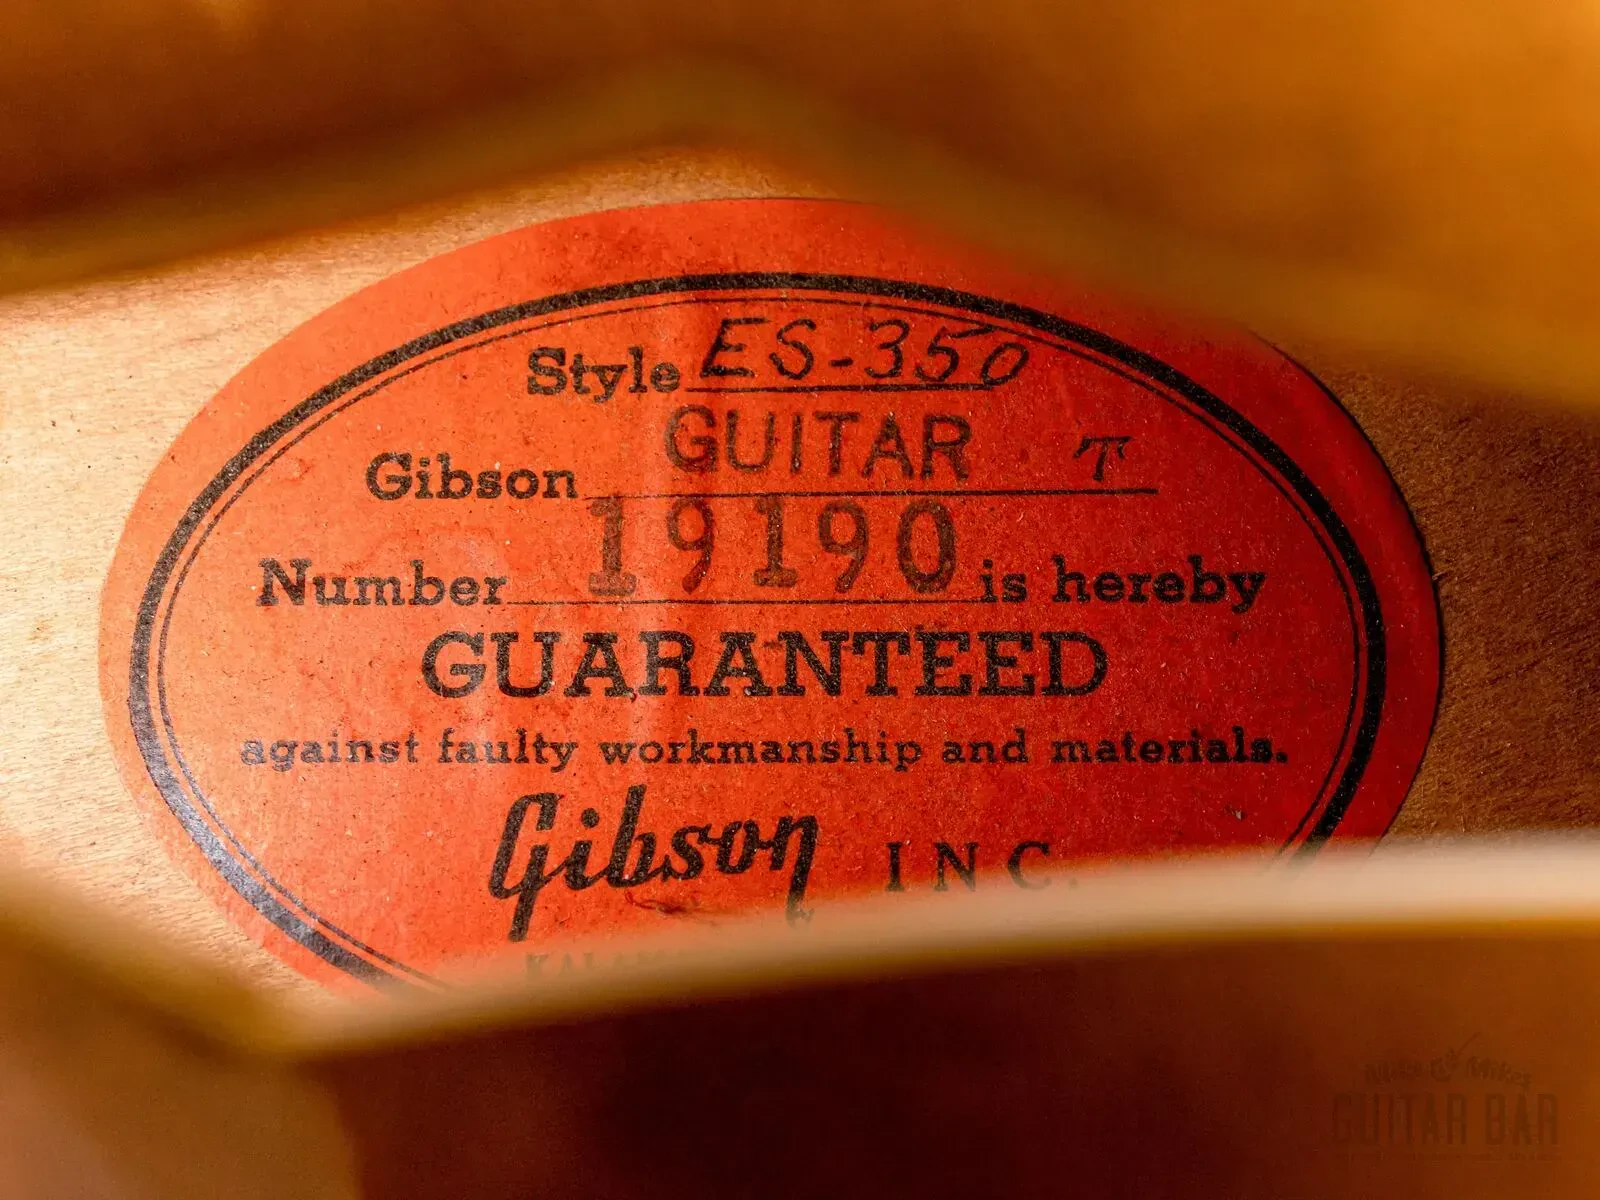 Style ES-350
Gibson GUITAR T
Number 19190 is hereby
GUARANTEED
against faulty workmanship and materials.
Gibson INC.
GUITAR BAR